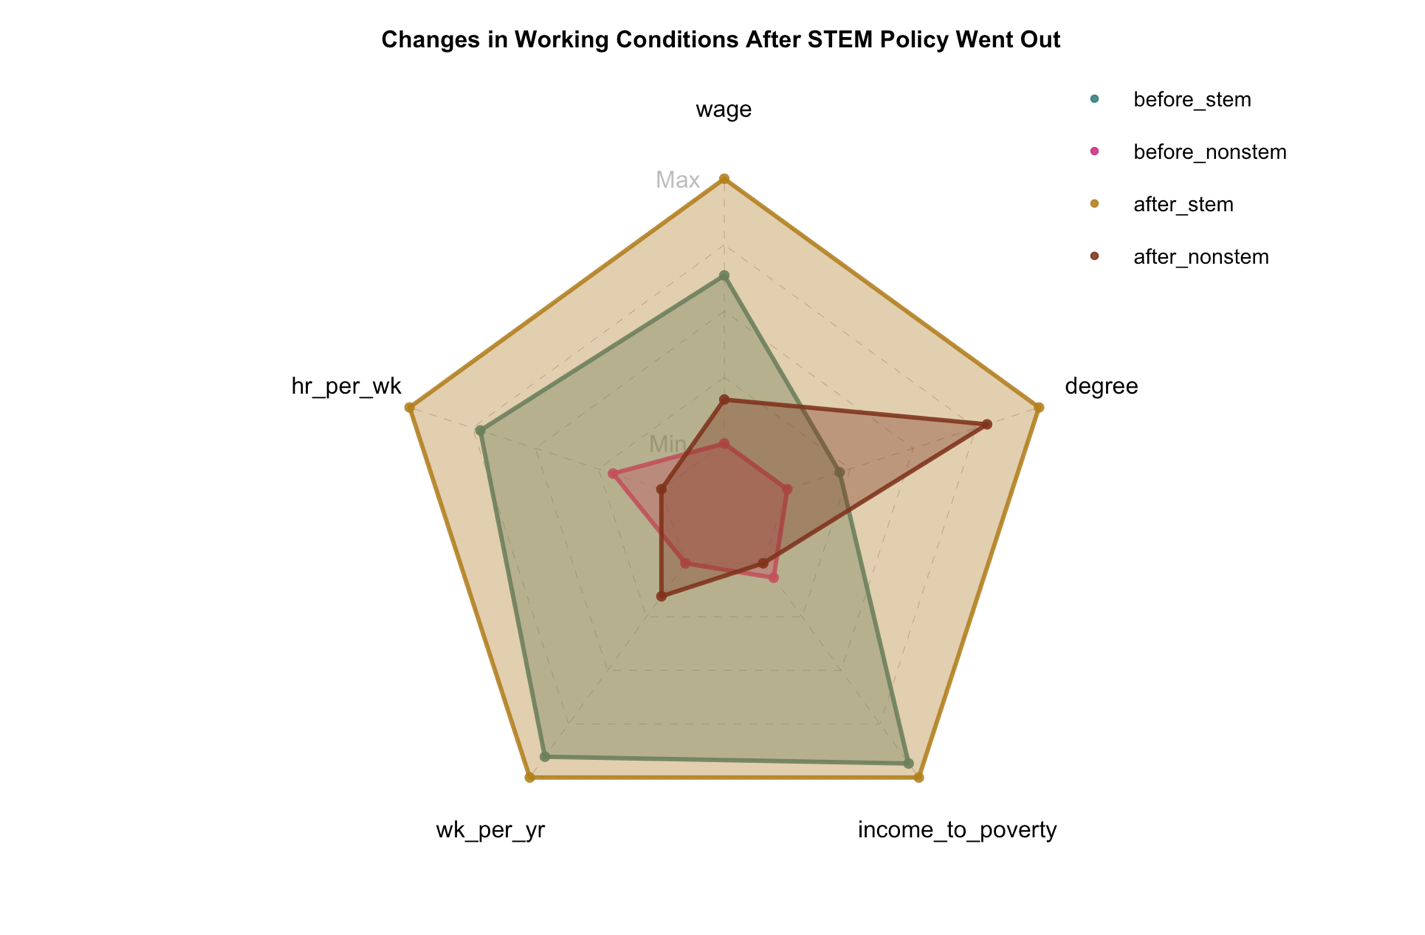 Changes in Working Conditions After STEM Policy Went Out
before_stem
wage
before_nonstem
Max
after_stem
after_nonstem
hr_per_wk
degree
Min
wk_per_yr
income_to_poverty